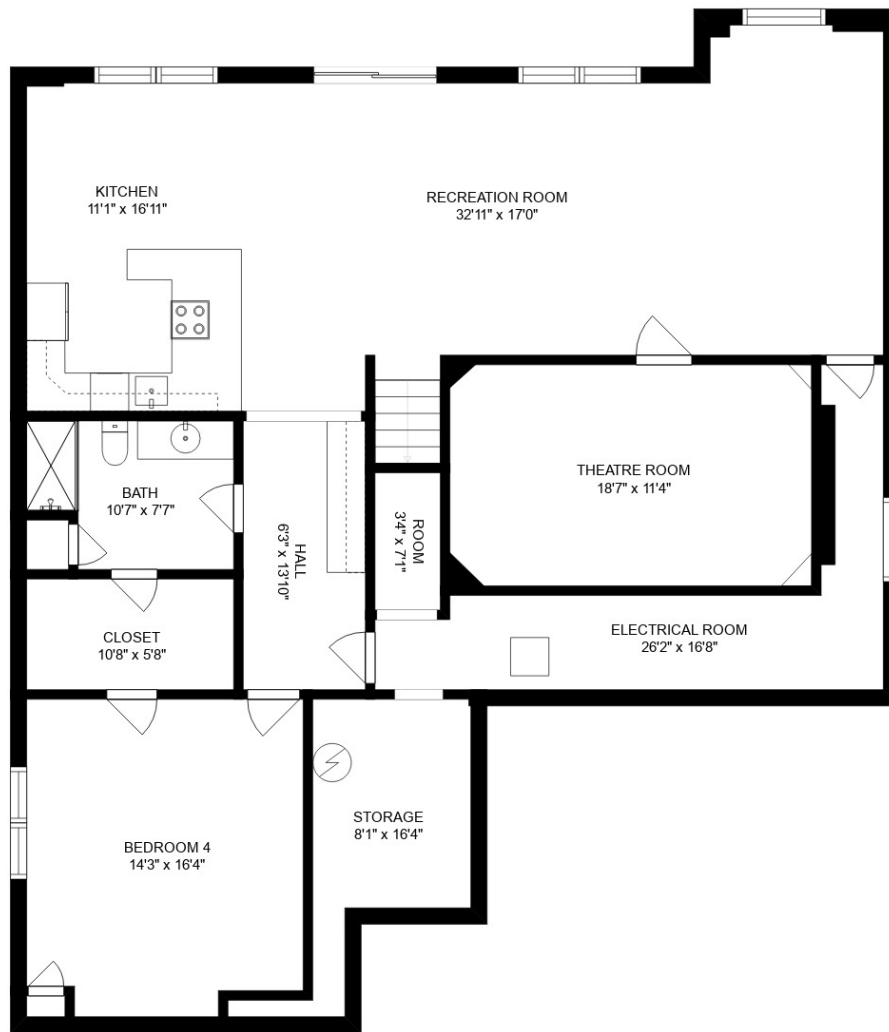 KITCHEN
11'1" x 16'11"
RECREATION ROOM
32'11" x 17'0"
THEATRE ROOM
18'7" x 11'4"
BATH
10'7" x 7'7"
HALL
6'3" x 13'10"
ROOM
3'4" x 7'1"
CLOSET
10'8" x 5'8"
ELECTRICAL ROOM
26'2" x 16'8"
STORAGE
8'1" x 16'4"
BEDROOM 4
14'3" x 16'4"